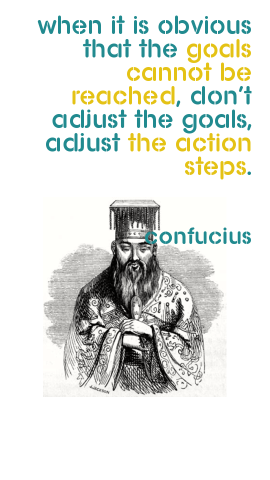 when it is obvious
that the goals
cannot be
reached, don't
adjust the goals,
adjust the action
steps.
confucius